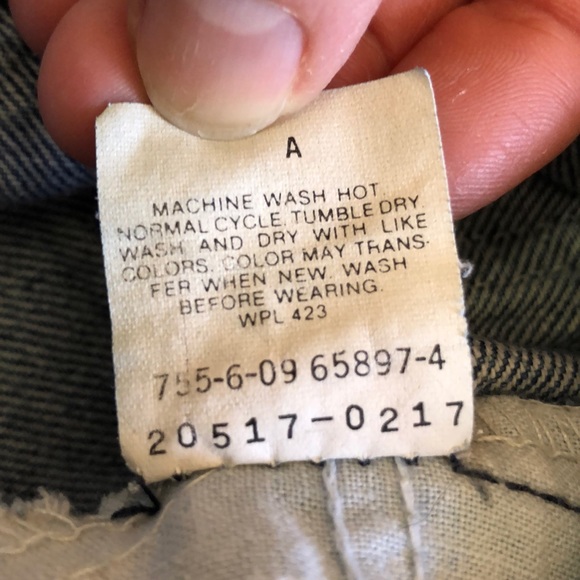 A
MACHINE WASH HOT
NORMAL CYCLE. TUMBLE DRY.
WASH AND DRY WITH LIKE
COLORS. COLOR MAY TRANS-
FER WHEN NEW. WASH
BEFORE WEARING.
WPL 423
755-6-09 65897-4
20517-0217